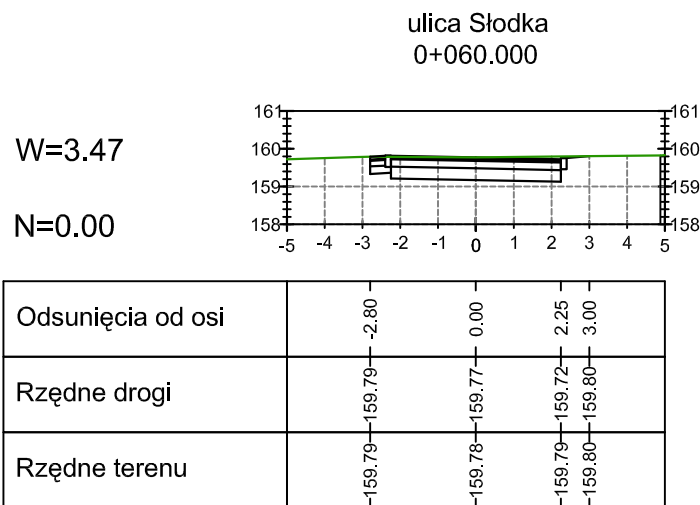 ulica Słodka
0+060.000
W=3.47
N=0.00
161 161
160 160
159 159
158 158
-5 -4 -3 -2 -1 0 1 2 3 4 5
Odsunięcia od osi -2.80 0.00 2.25 3.00
Rzędne drogi 159.79 159.77 159.72 159.80
Rzędne terenu 159.79 159.78 159.79 159.80